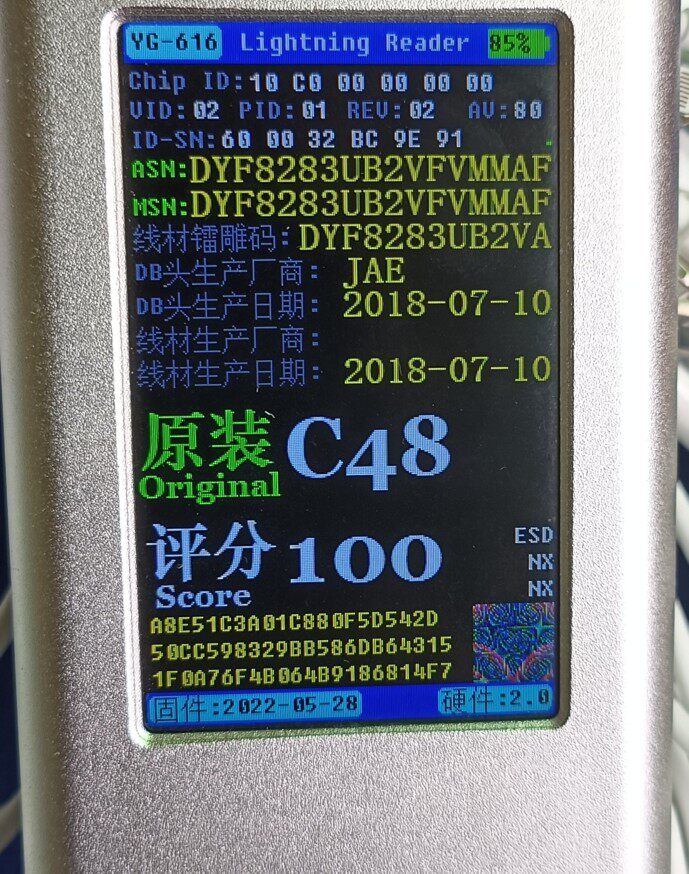 YG-616 Lightning Reader 85%
Chip ID:10 C0 00 00 00 00
VID:02 PID:01 REV:02 AV:80
ID-SN:60 00 32 BC 9E 91
ASN:DYF8283UB2VFVMMAF
MSN:DYF8283UB2VFVMMAF
线材镭雕码:DYF8283UB2VA
DB头生产厂商: JAE
DB头生产日期: 2018-07-10
线材生产厂商:
线材生产日期: 2018-07-10
原装 C48
Original
评分 100
Score
ESD
NX
NX
A8E51C3A01C880F5D542D
50CC598329BB586DB64315
1F0A76F4B064B9186814F7
固件:2022-05-28 硬件:2.0